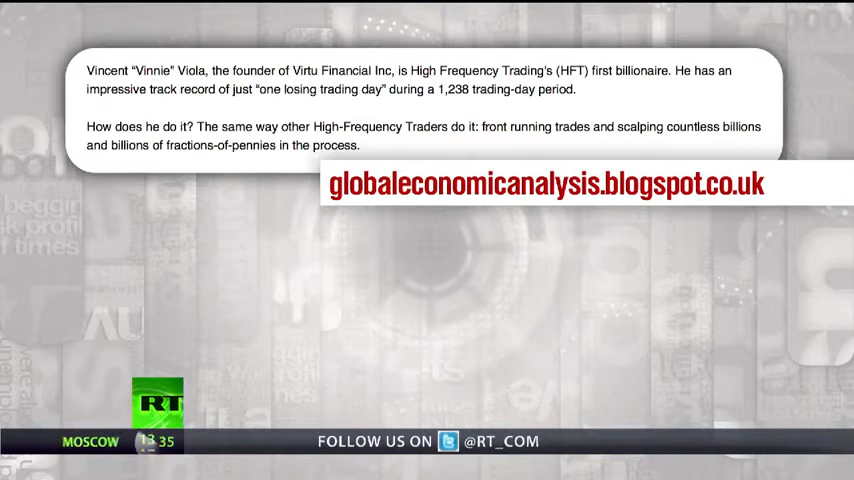 Vincent “Vinnie” Viola, the founder of Virtu Financial Inc, is High Frequency Trading's (HFT) first billionaire. He has an
impressive track record of just “one losing trading day” during a 1,238 trading-day period.
How does he do it? The same way other High-Frequency Traders do it: front running trades and scalping countless billions
and billions of fractions-of-pennies in the process.
globaleconomicanalysis.blogspot.co.uk
RT
MOSCOW 13 35 FOLLOW US ON @RT_COM